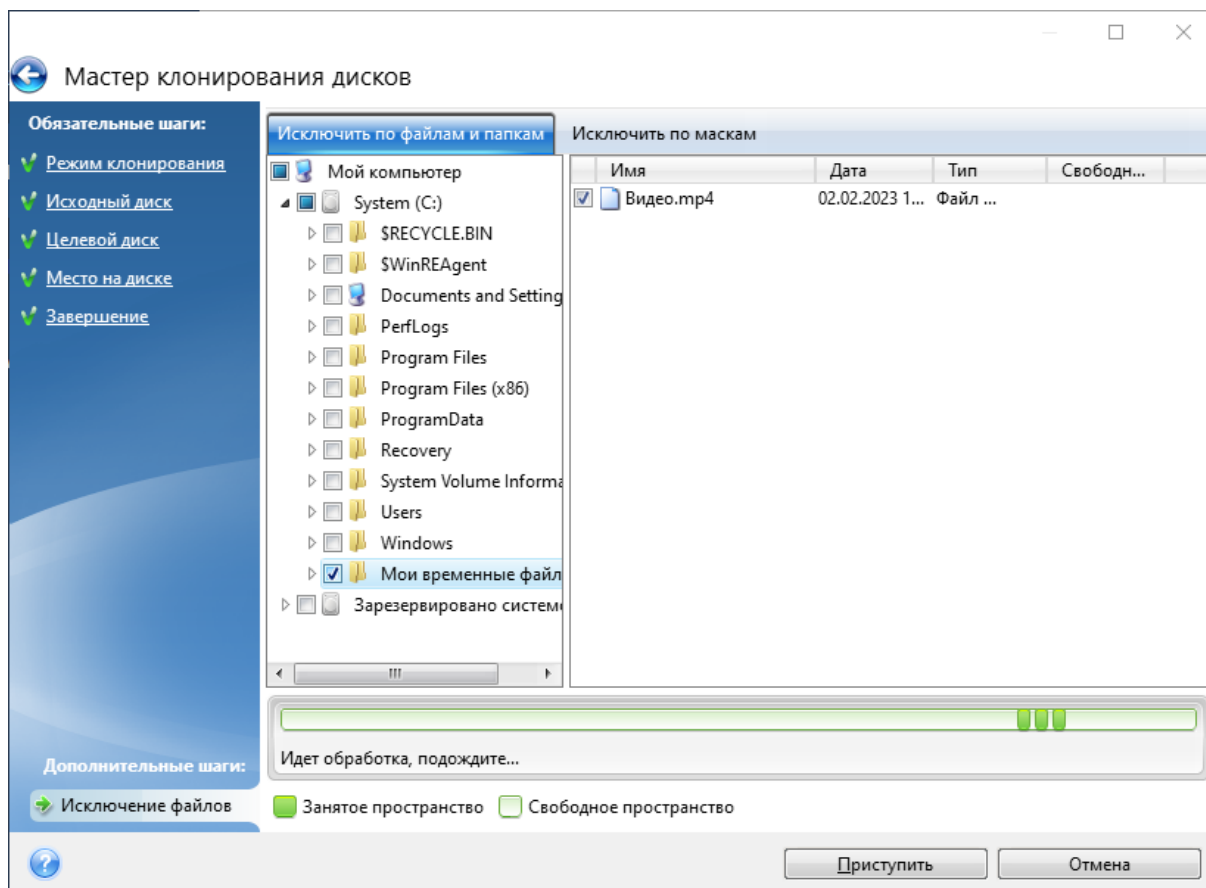 Мастер клонирования дисков
Обязательные шаги:
Режим клонирования
Исходный диск
Целевой диск
Место на диске
Завершение
Дополнительные шаги:
Исключение файлов
Исключить по файлам и папкам
Исключить по маскам
Мой компьютер
System (C:)
$RECYCLE.BIN
$WinREAgent
Documents and Setting
PerfLogs
Program Files
Program Files (x86)
ProgramData
Recovery
System Volume Informa
Users
Windows
Мои временные файл
Зарезервировано систем
Имя Дата Тип Свободн...
Видео.mp4 02.02.2023 1... Файл ...
Идет обработка, подождите...
Занятое пространство Свободное пространство
Приступить Отмена